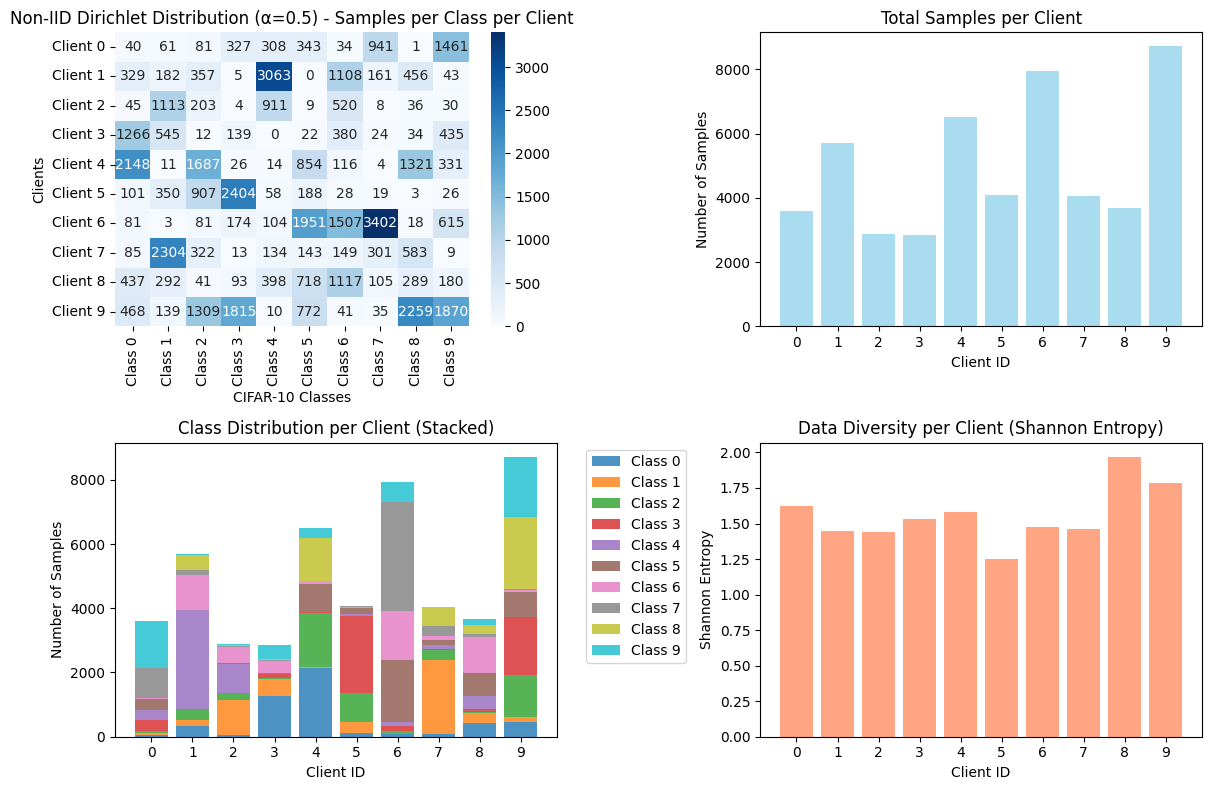 Non-IID Dirichlet Distribution (α=0.5) - Samples per Class per Client
Clients
Client 0 40 61 81 327 308 343 34 941 1 1461
Client 1 329 182 357 5 3063 0 1108 161 456 43
Client 2 45 1113 203 4 911 9 520 8 36 30
Client 3 1266 545 12 139 0 22 380 24 34 435
Client 4 2148 11 1687 26 14 854 116 4 1321 331
Client 5 101 350 907 2404 58 188 28 19 3 26
Client 6 81 3 81 174 104 1951 1507 3402 18 615
Client 7 85 2304 322 13 134 143 149 301 583 9
Client 8 437 292 41 93 398 718 1117 105 289 180
Client 9 468 139 1309 1815 10 772 41 35 2259 1870
Class 0 Class 1 Class 2 Class 3 Class 4 Class 5 Class 6 Class 7 Class 8 Class 9
CIFAR-10 Classes
3000
2500
2000
1500
1000
500
0
Total Samples per Client
Number of Samples
8000
6000
4000
2000
0
0 1 2 3 4 5 6 7 8 9
Client ID
Class Distribution per Client (Stacked)
Number of Samples
8000
6000
4000
2000
0
0 1 2 3 4 5 6 7 8 9
Client ID
Class 0
Class 1
Class 2
Class 3
Class 4
Class 5
Class 6
Class 7
Class 8
Class 9
Data Diversity per Client (Shannon Entropy)
Shannon Entropy
2.00
1.75
1.50
1.25
1.00
0.75
0.50
0.25
0.00
0 1 2 3 4 5 6 7 8 9
Client ID